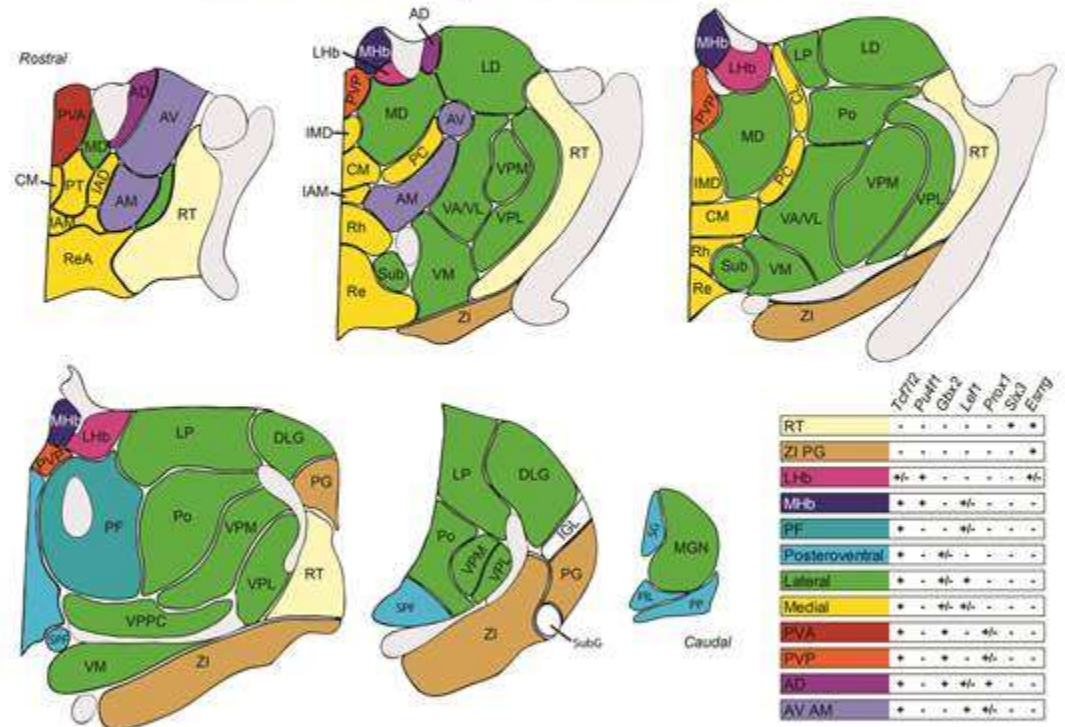 Rostral
PVA
AD
AV
MD
CM
PT
IAD
IAM
AM
RT
ReA
AD
MHb
LHb
LD
PVP
MD
AV
IMD
PC
CM
IAM
AM
VPM
RT
VA/VL
VPL
Rh
Sub
VM
Re
ZI
MHb
LHb
LP
LD
CL
PVP
MD
Po
RT
IMD
PC
VPM
VPL
CM
VA/VL
Rh
Sub
VM
Re
ZI
MHb
LHb
LP
DLG
PVP
PG
PF
Po
VPM
VPL
RT
VPPC
SPF
VM
ZI
LP
DLG
Po
VPM
VPL
IGL
PG
SPF
ZI
SubG
SG
MGN
PIL
PP
Caudal
Tcf7l2 Pu4f1 Gbx2 Lef1 Prox1 Six3 Esrrg
RT - - - - - + +
ZI PG - - - - - - +
LHb +/- + - - - - +/-
MHb + + - +/- - - -
PF + - - +/- - - -
Posteroventral + - +/- - - - -
Lateral + - +/- + - - -
Medial + - +/- +/- - - -
PVA + - + - +/- - -
PVP + - + - +/- - -
AD + - + +/- + - -
AV AM + - - + +/- - -